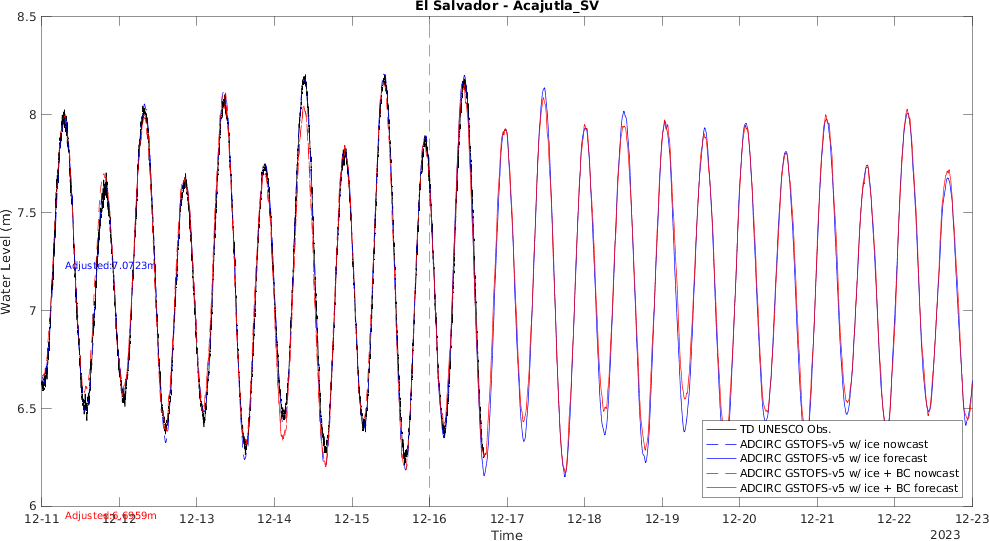 El Salvador - Acajutla_SV
8.5
8
7.5
7
6.5
6
Water Level (m)
Adjusted:7.0723m
Adjusted:6.6959m
TD UNESCO Obs.
ADCIRC GSTOFS-v5 w/ ice nowcast
ADCIRC GSTOFS-v5 w/ ice forecast
ADCIRC GSTOFS-v5 w/ ice + BC nowcast
ADCIRC GSTOFS-v5 w/ ice + BC forecast
12-11 12-12 12-13 12-14 12-15 12-16 12-17 12-18 12-19 12-20 12-21 12-22 12-23
Time
2023